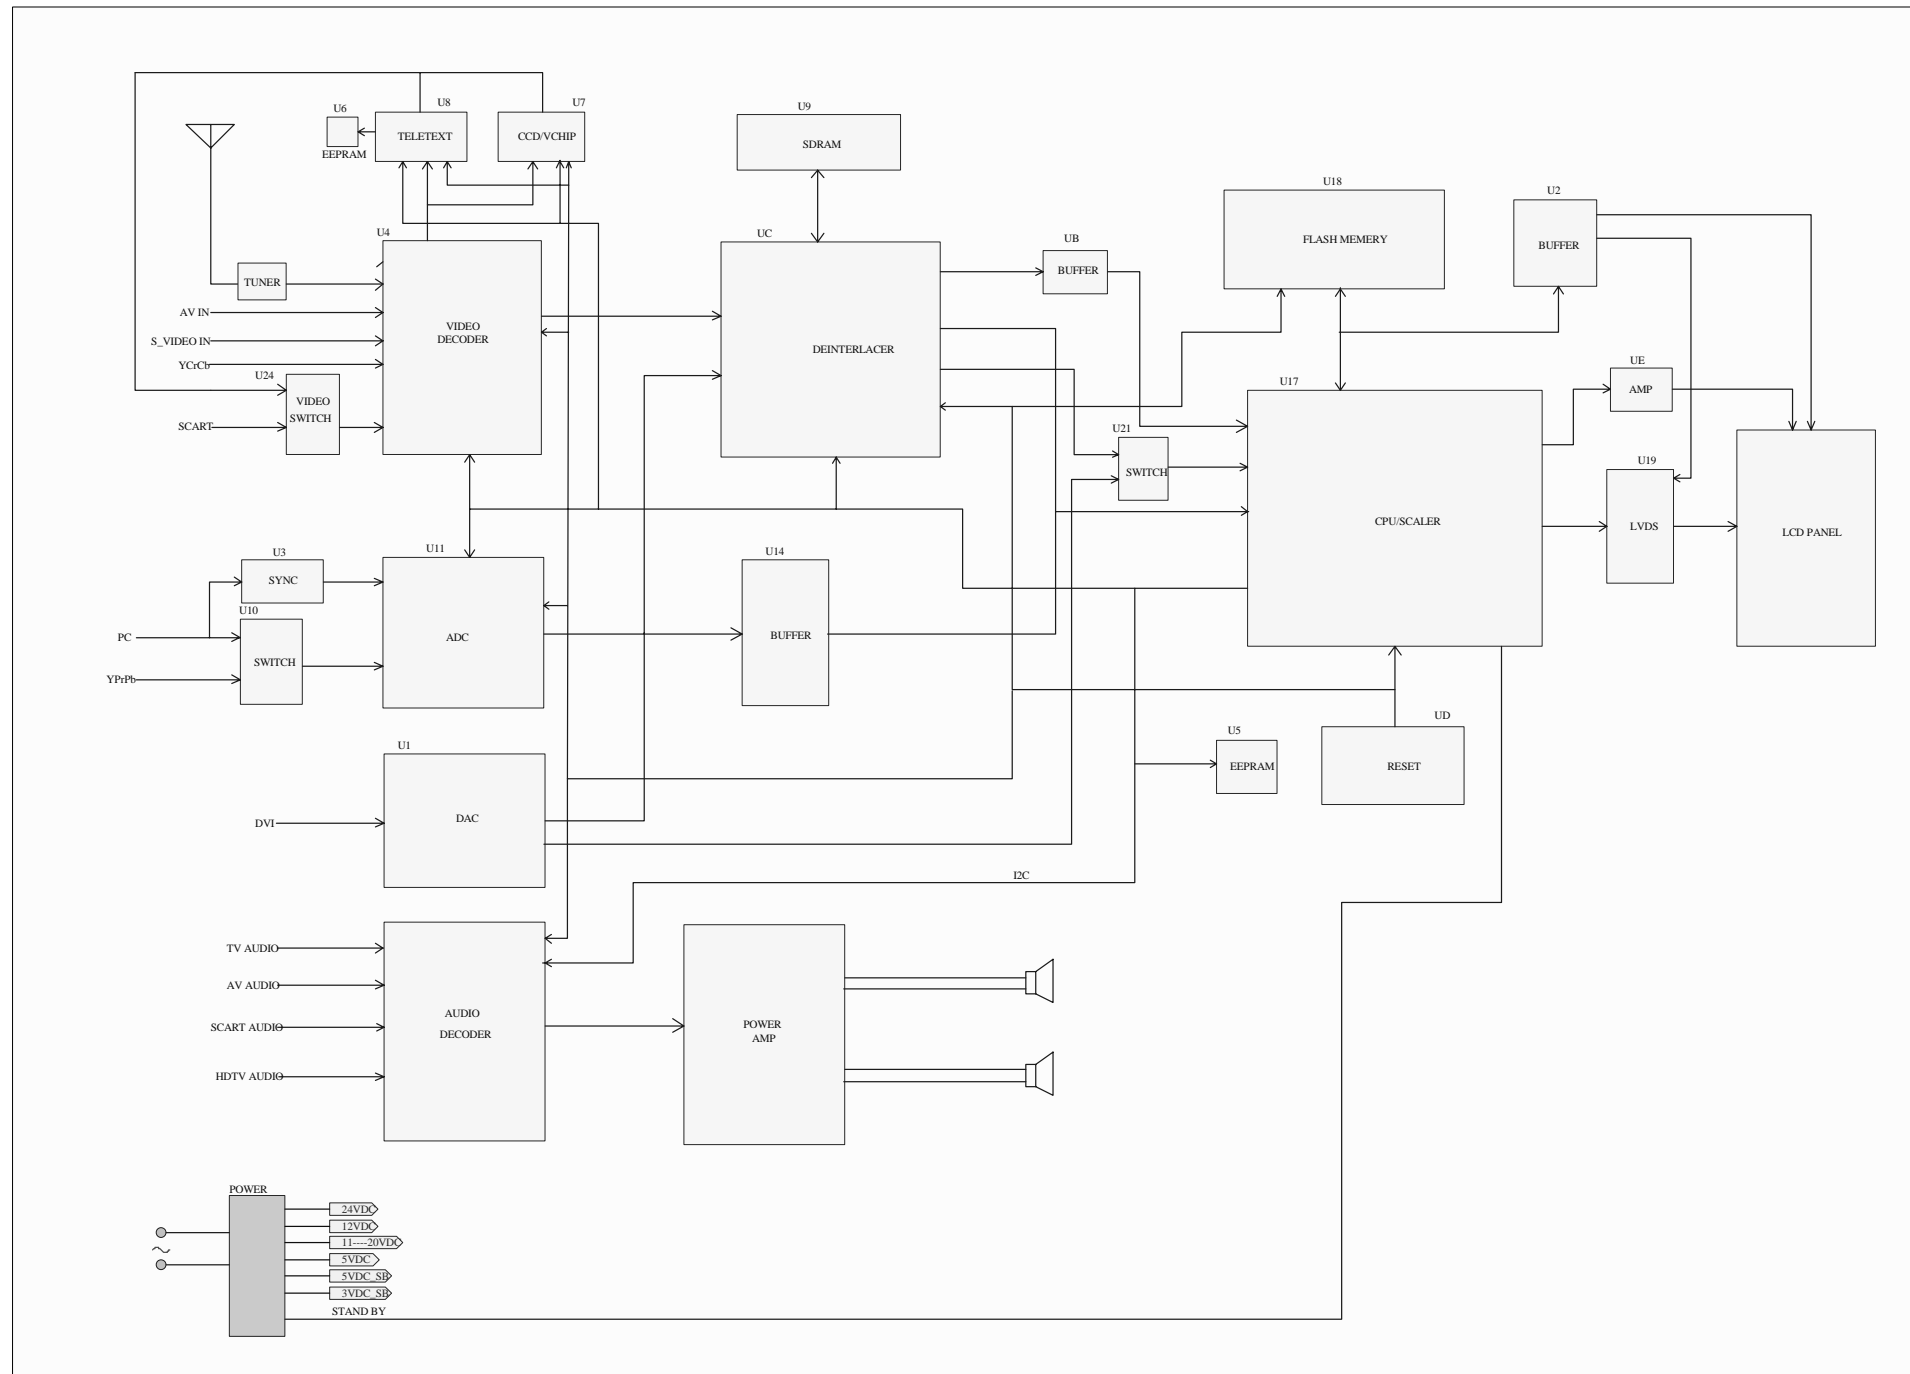 U6
U8
U7
TELETEXT
CCD/VCHIP
EEPRAM
U9
SDRAM
U18
FLASH MEMERY
U2
BUFFER
U4
VIDEO
DECODER
TUNER
AV IN
S_VIDEO IN
YCrCb
U24
VIDEO
SWITCH
SCART
UC
DEINTERLACER
UB
BUFFER
U21
SWITCH
U17
CPU/SCALER
UE
AMP
U19
LVDS
LCD PANEL
U3
SYNC
U10
SWITCH
PC
YPrPb
U11
ADC
U14
BUFFER
U1
DAC
DVI
U5
EEPRAM
UD
RESET
I2C
TV AUDIO
AV AUDIO
SCART AUDIO
HDTV AUDIO
AUDIO
DECODER
POWER
AMP
POWER
24VDC
12VDC
11----20VDC
5VDC
5VDC_SB
3VDC_SB
STAND BY